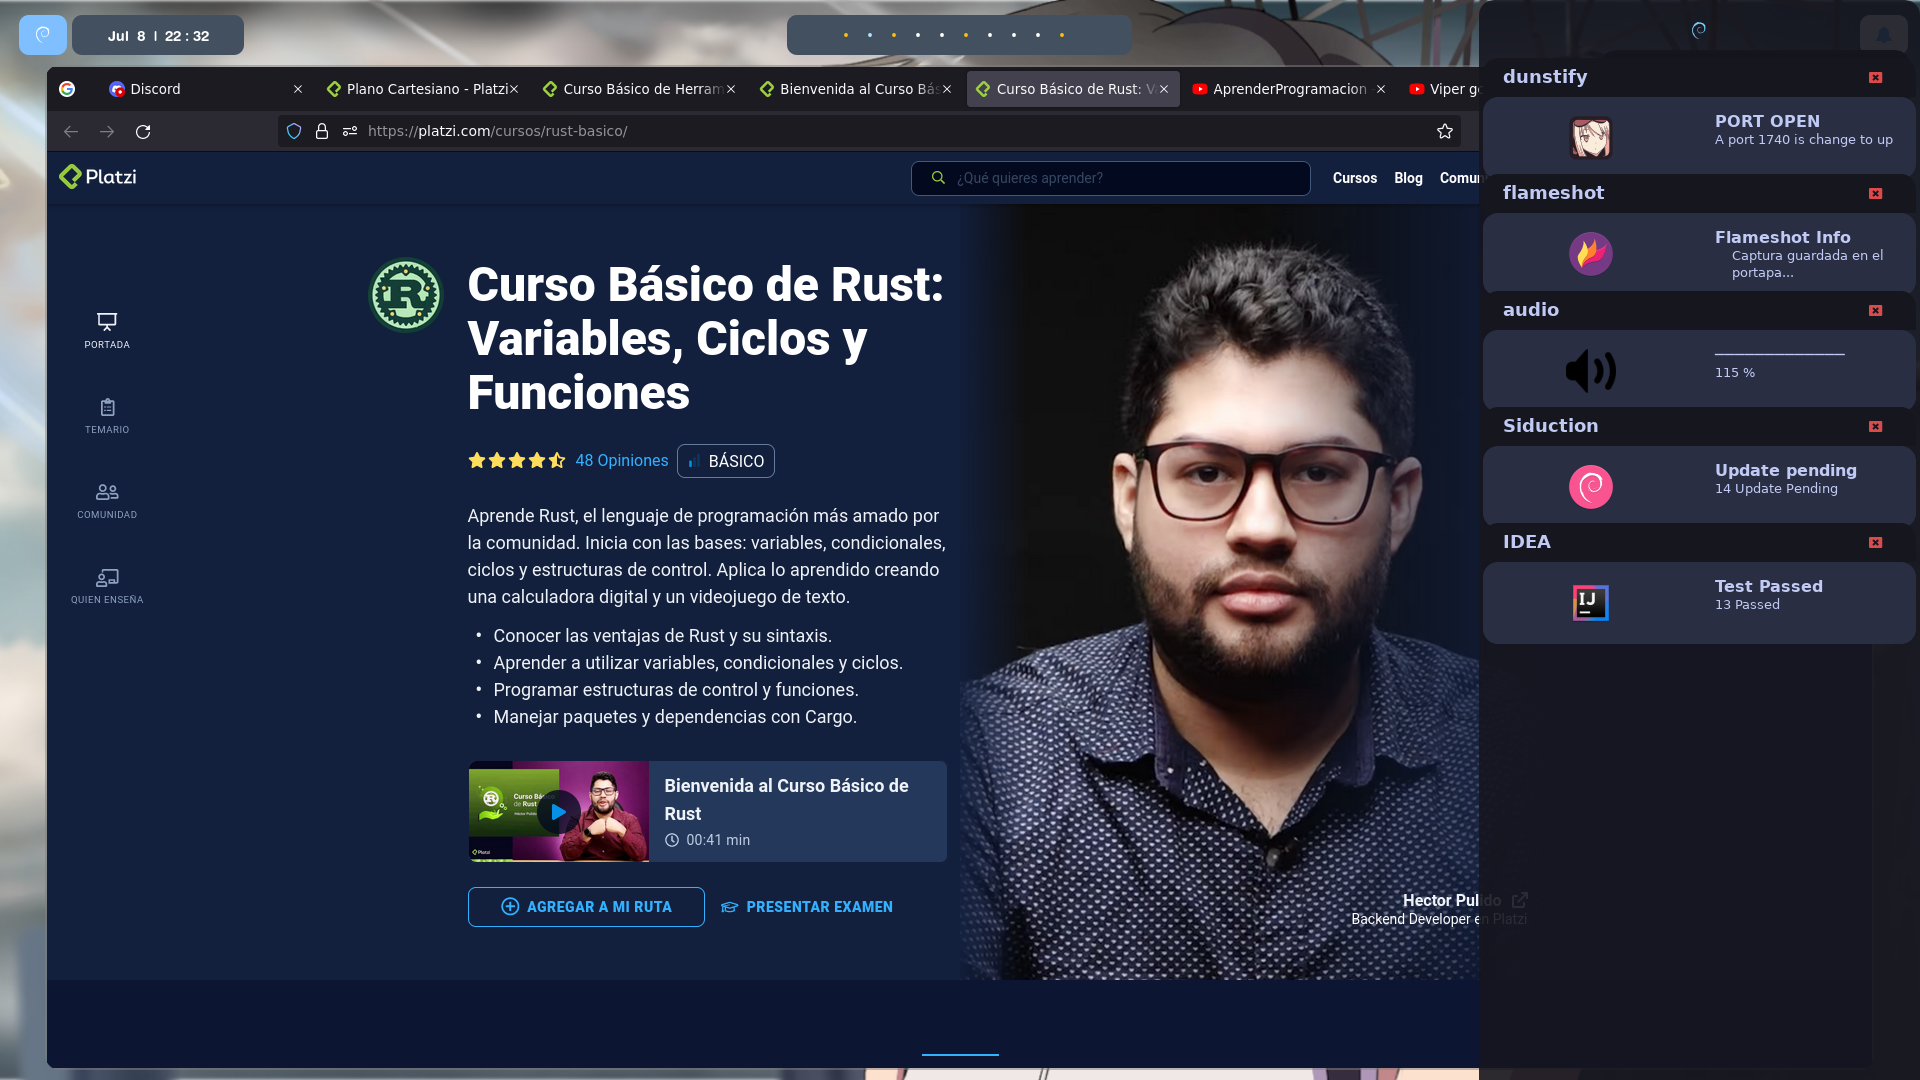 Jul 8 | 22 : 32
Discord
Plano Cartesiano - Platzi
Curso Básico de Herram
Bienvenida al Curso Bás
Curso Básico de Rust: V
AprenderProgramacion
Viper g
https://platzi.com/cursos/rust-basico/
Platzi
¿Qué quieres aprender?
Cursos
Blog
Comun
PORTADA
TEMARIO
COMUNIDAD
QUIEN ENSEÑA
Curso Básico de Rust:
Variables, Ciclos y
Funciones
48 Opiniones
BÁSICO
Aprende Rust, el lenguaje de programación más amado por
la comunidad. Inicia con las bases: variables, condicionales,
ciclos y estructuras de control. Aplica lo aprendido creando
una calculadora digital y un videojuego de texto.
• Conocer las ventajas de Rust y su sintaxis.
• Aprender a utilizar variables, condicionales y ciclos.
• Programar estructuras de control y funciones.
• Manejar paquetes y dependencias con Cargo.
Bienvenida al Curso Básico de
Rust
00:41 min
AGREGAR A MI RUTA
PRESENTAR EXAMEN
Hector Pulido
Backend Developer en Platzi
dunstify
PORT OPEN
A port 1740 is change to up
flameshot
Flameshot Info
Captura guardada en el
portapa...
audio
115 %
Siduction
Update pending
14 Update Pending
IDEA
IJ
Test Passed
13 Passed